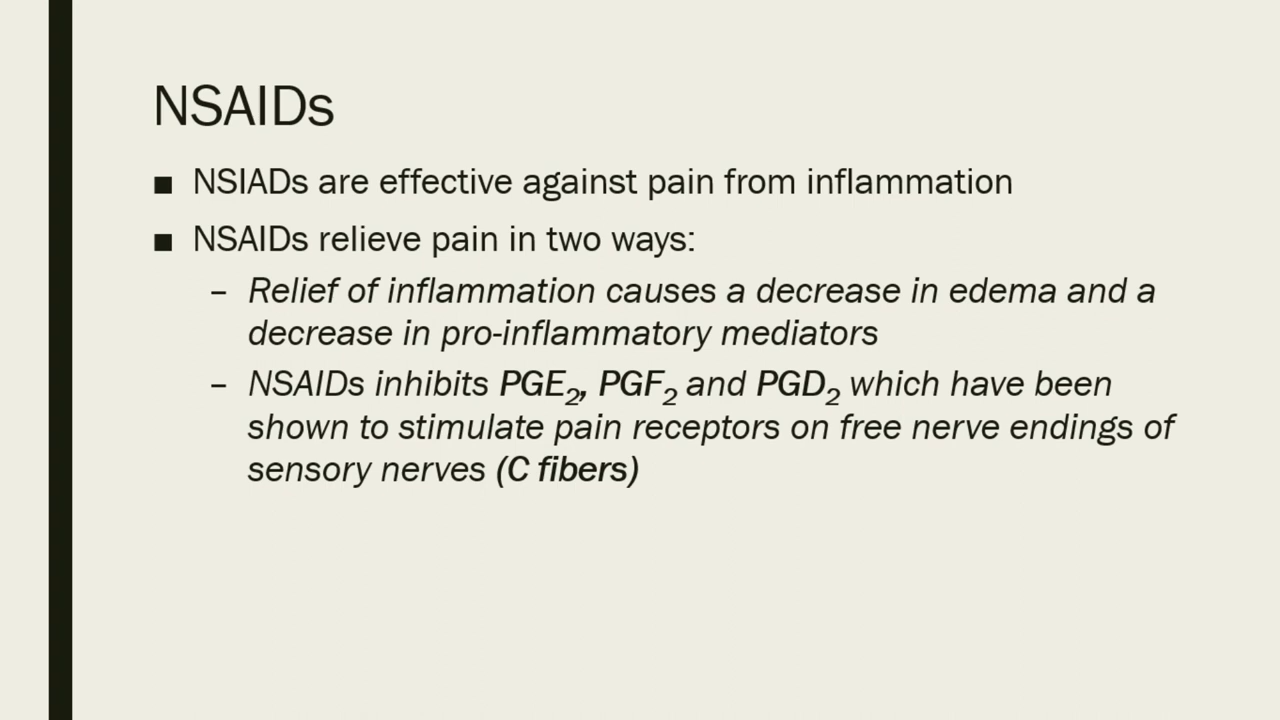 NSAIDs
■ NSIADs are effective against pain from inflammation
■ NSAIDs relieve pain in two ways:
– Relief of inflammation causes a decrease in edema and a
decrease in pro-inflammatory mediators
– NSAIDs inhibits PGE₂, PGF₂ and PGD₂ which have been
shown to stimulate pain receptors on free nerve endings of
sensory nerves (C fibers)